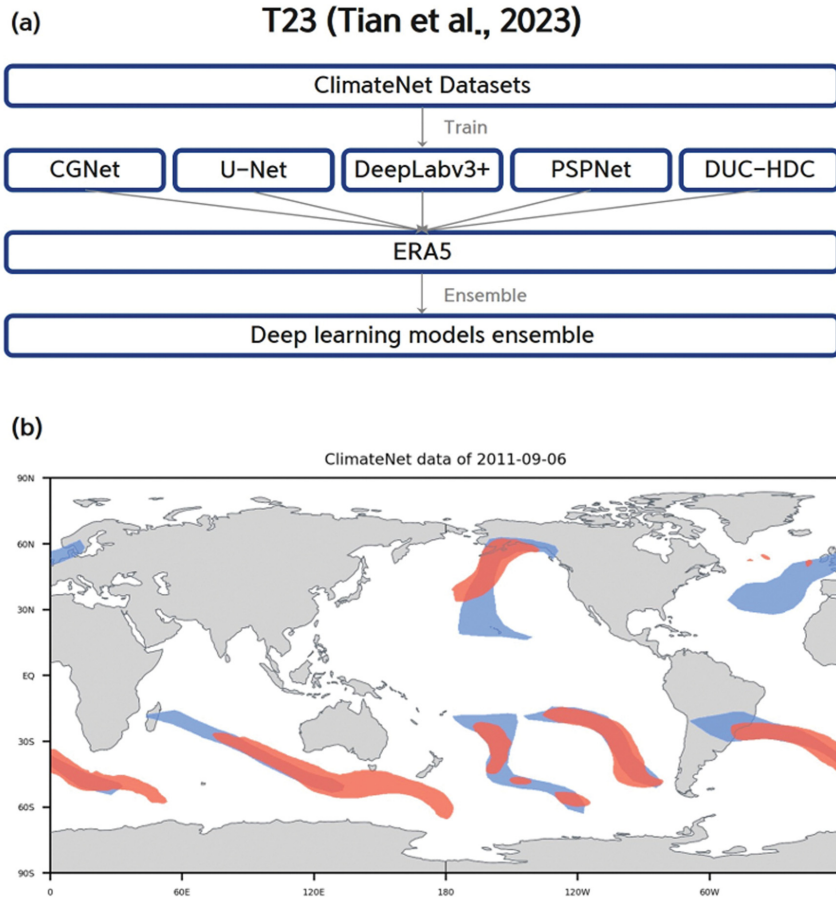 (a)
T23 (Tian et al., 2023)
ClimateNet Datasets
Train
CGNet
U-Net
DeepLabv3+
PSPNet
DUC-HDC
ERA5
Ensemble
Deep learning models ensemble
(b)
ClimateNet data of 2011-09-06
90N
60N
30N
EQ
30S
60S
90S
0 60E 120E 180 120W 60W